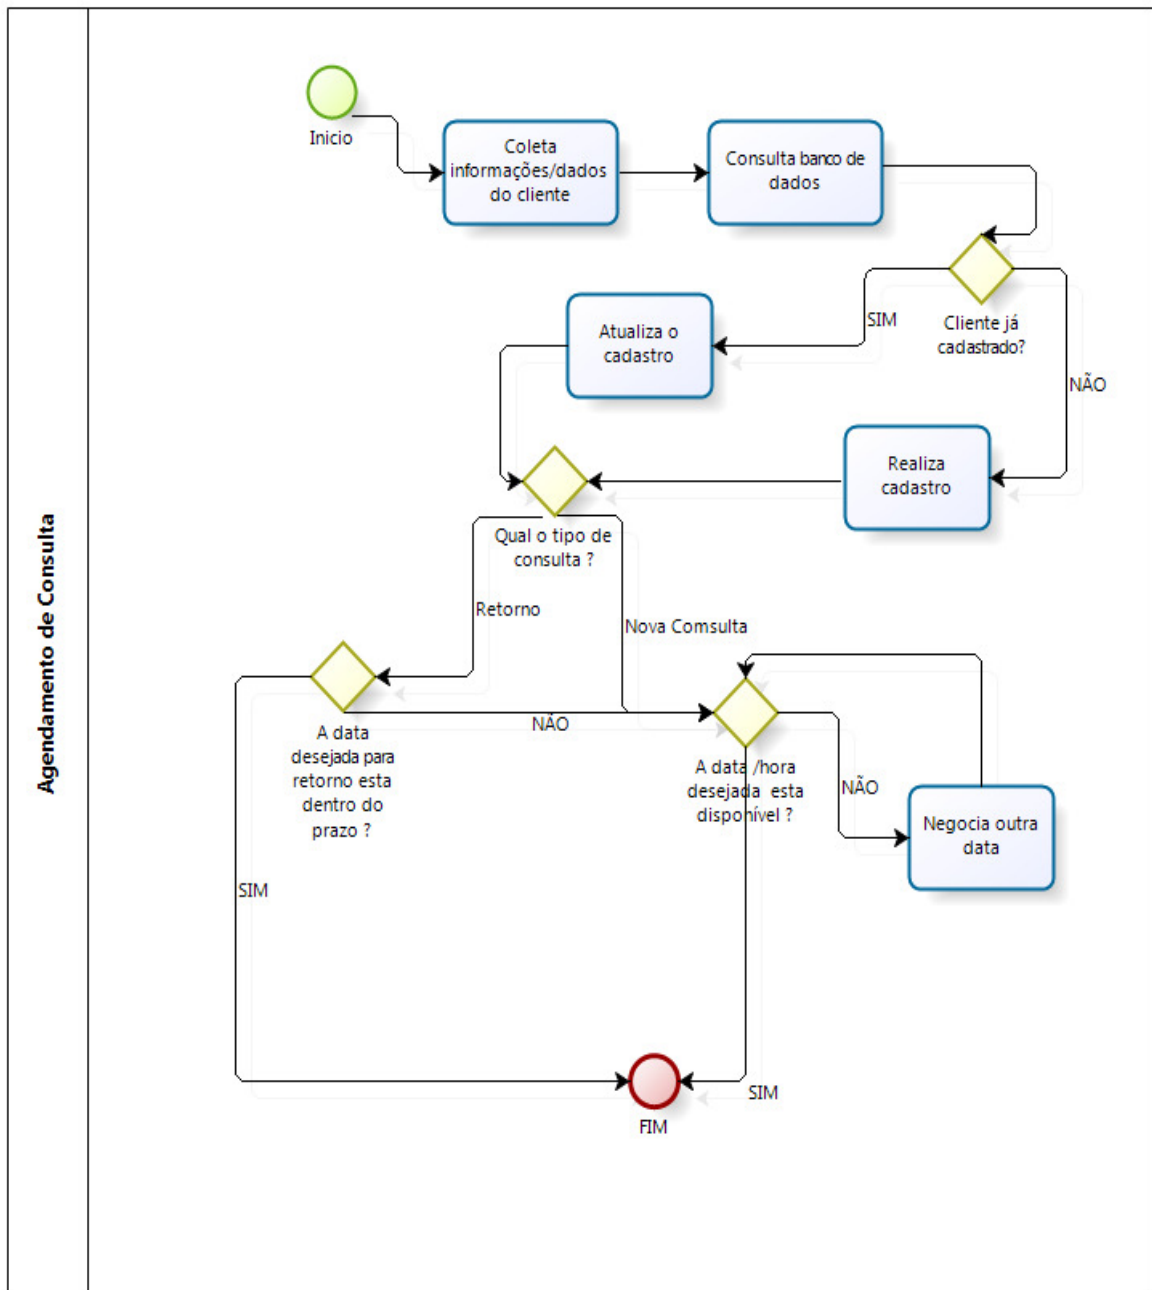 Agendamento de Consulta
Inicio
Coleta
informações/dados
do cliente
Consulta banco de
dados
Cliente já
cadastrado?
SIM
NÃO
Atualiza o
cadastro
Realiza
cadastro
Qual o tipo de
consulta ?
Retorno
Nova Comsulta
A data
desejada para
retorno esta
dentro do
prazo ?
NÃO
A data /hora
desejada esta
disponível ?
NÃO
Negocia outra
data
SIM
SIM
FIM